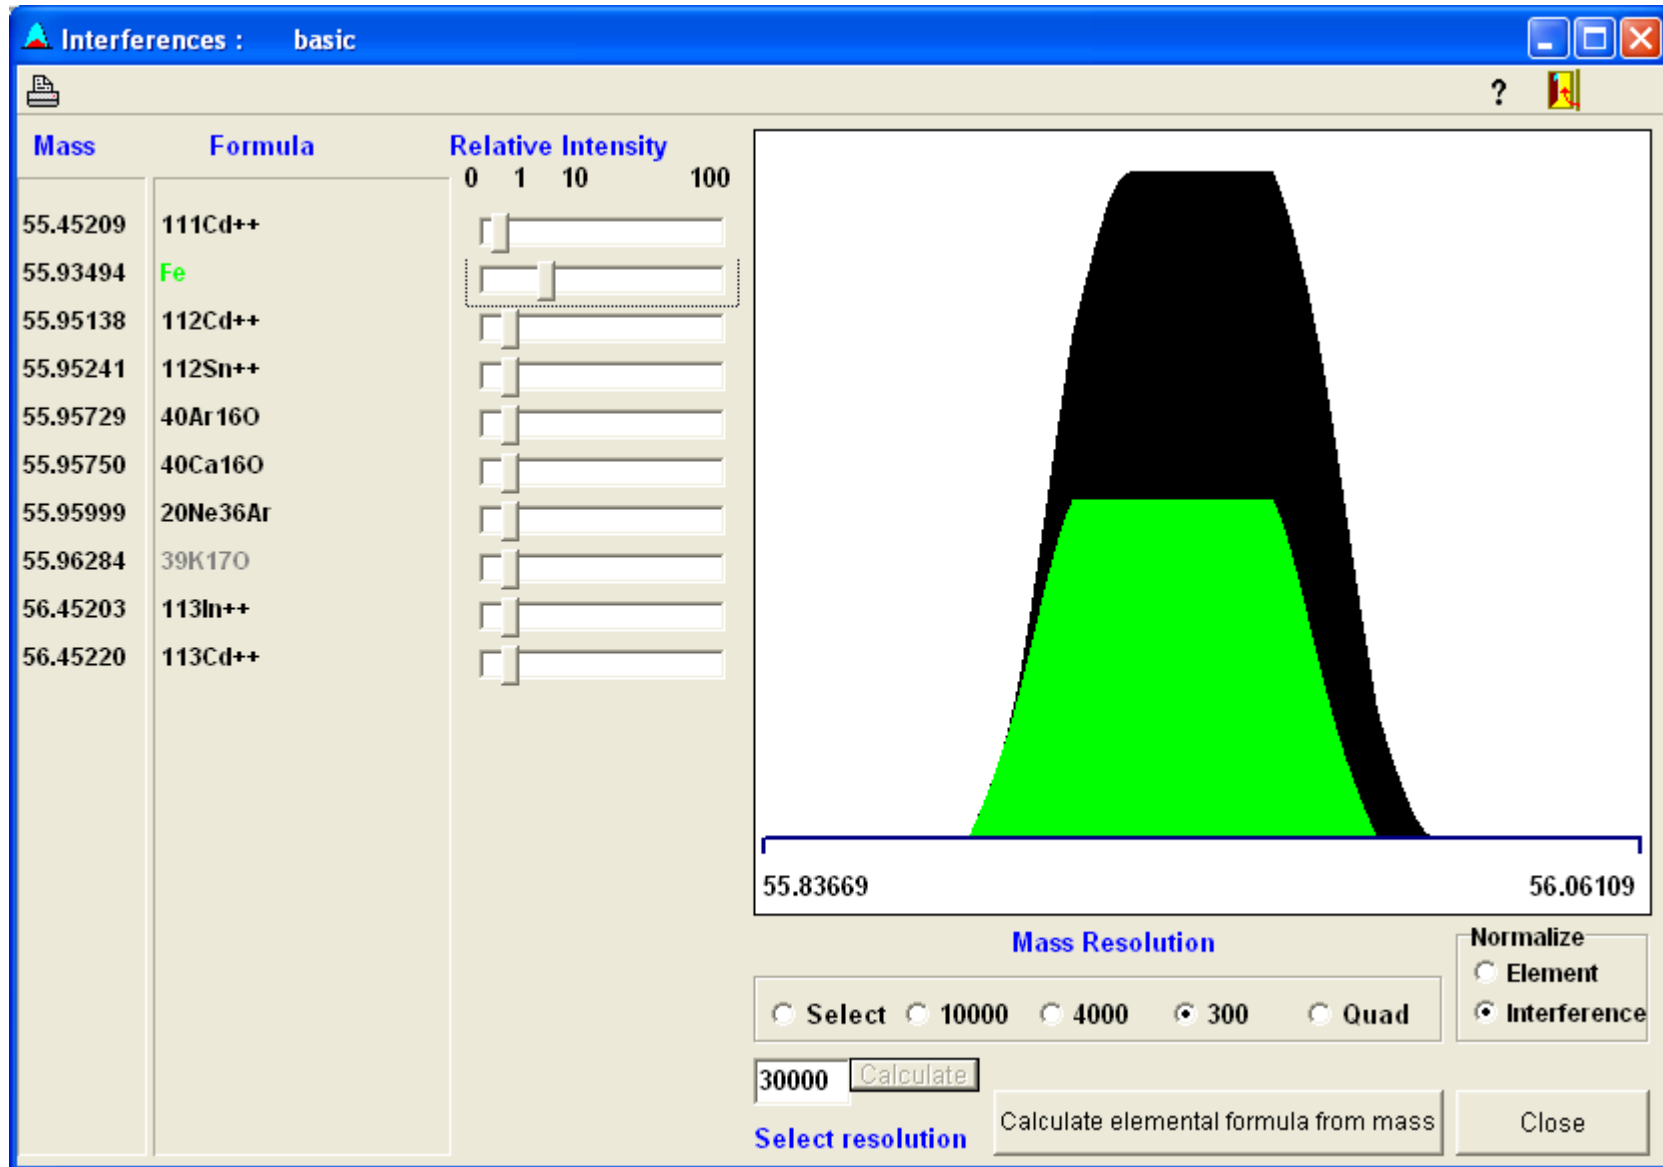 Interferences : basic
?
Mass Formula Relative Intensity
0 1 10 100
55.45209 111Cd++
55.93494 Fe
55.95138 112Cd++
55.95241 112Sn++
55.95729 40Ar16O
55.95750 40Ca16O
55.95999 20Ne36Ar
55.96284 39K17O
56.45203 113In++
56.45220 113Cd++
55.83669 56.06109
Mass Resolution
Select 10000 4000 300 Quad
Normalize
Element
Interference
30000 Calculate
Select resolution
Calculate elemental formula from mass
Close